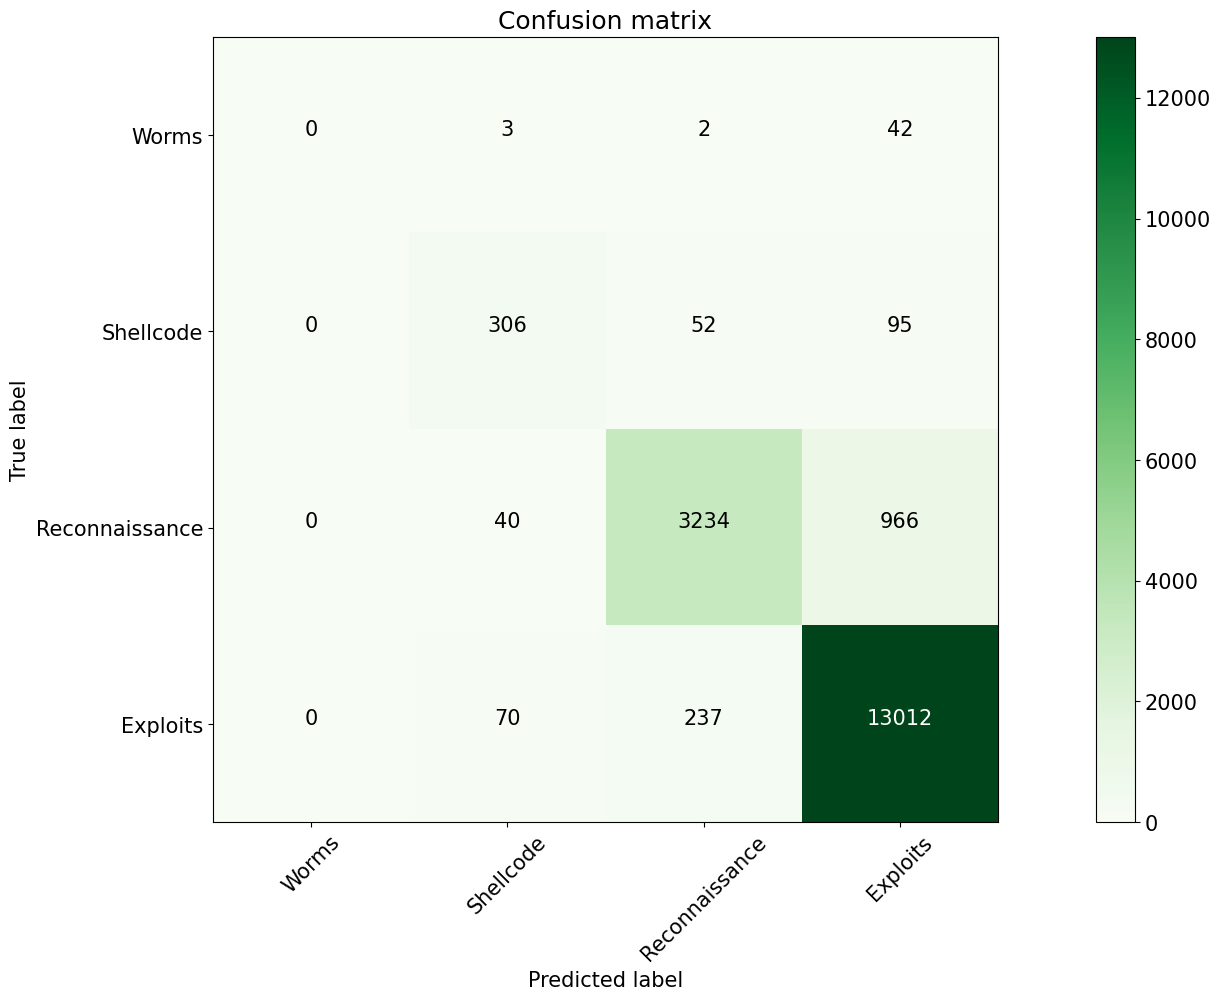 Confusion matrix
Worms 0 3 2 42
Shellcode 0 306 52 95
Reconnaissance 0 40 3234 966
Exploits 0 70 237 13012
Worms Shellcode Reconnaissance Exploits
True label
Predicted label
12000
10000
8000
6000
4000
2000
0